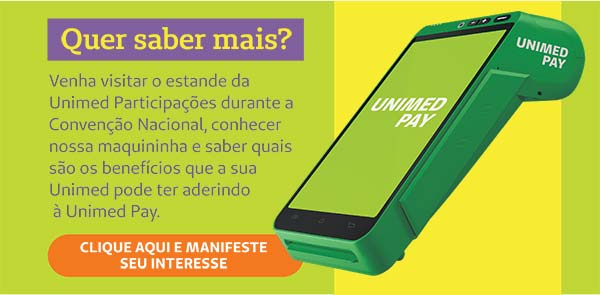 Quer saber mais?
Venha visitar o estande da
Unimed Participações durante a
Convenção Nacional, conhecer
nossa maquininha e saber quais
são os benefícios que a sua
Unimed pode ter aderindo
à Unimed Pay.
CLIQUE AQUI E MANIFESTE
SEU INTERESSE
UNIMED
PAY
UNIMED
PAY